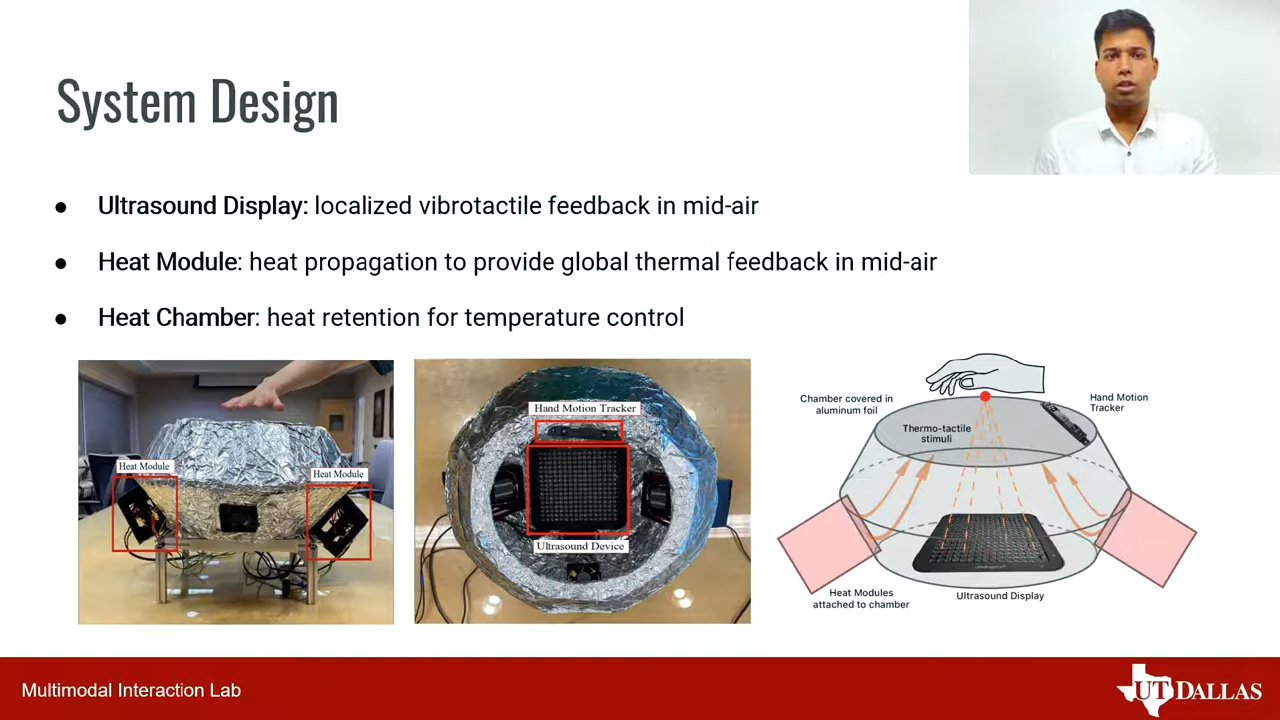 System Design
● Ultrasound Display: localized vibrotactile feedback in mid-air
● Heat Module: heat propagation to provide global thermal feedback in mid-air
● Heat Chamber: heat retention for temperature control
Heat Module
Heat Module
Hand Motion Tracker
Ultrasound Device
Chamber covered in
aluminum foil
Hand Motion
Tracker
Thermo-tactile
stimuli
Heat Modules
attached to chamber
Ultrasound Display
Multimodal Interaction Lab
UT DALLAS